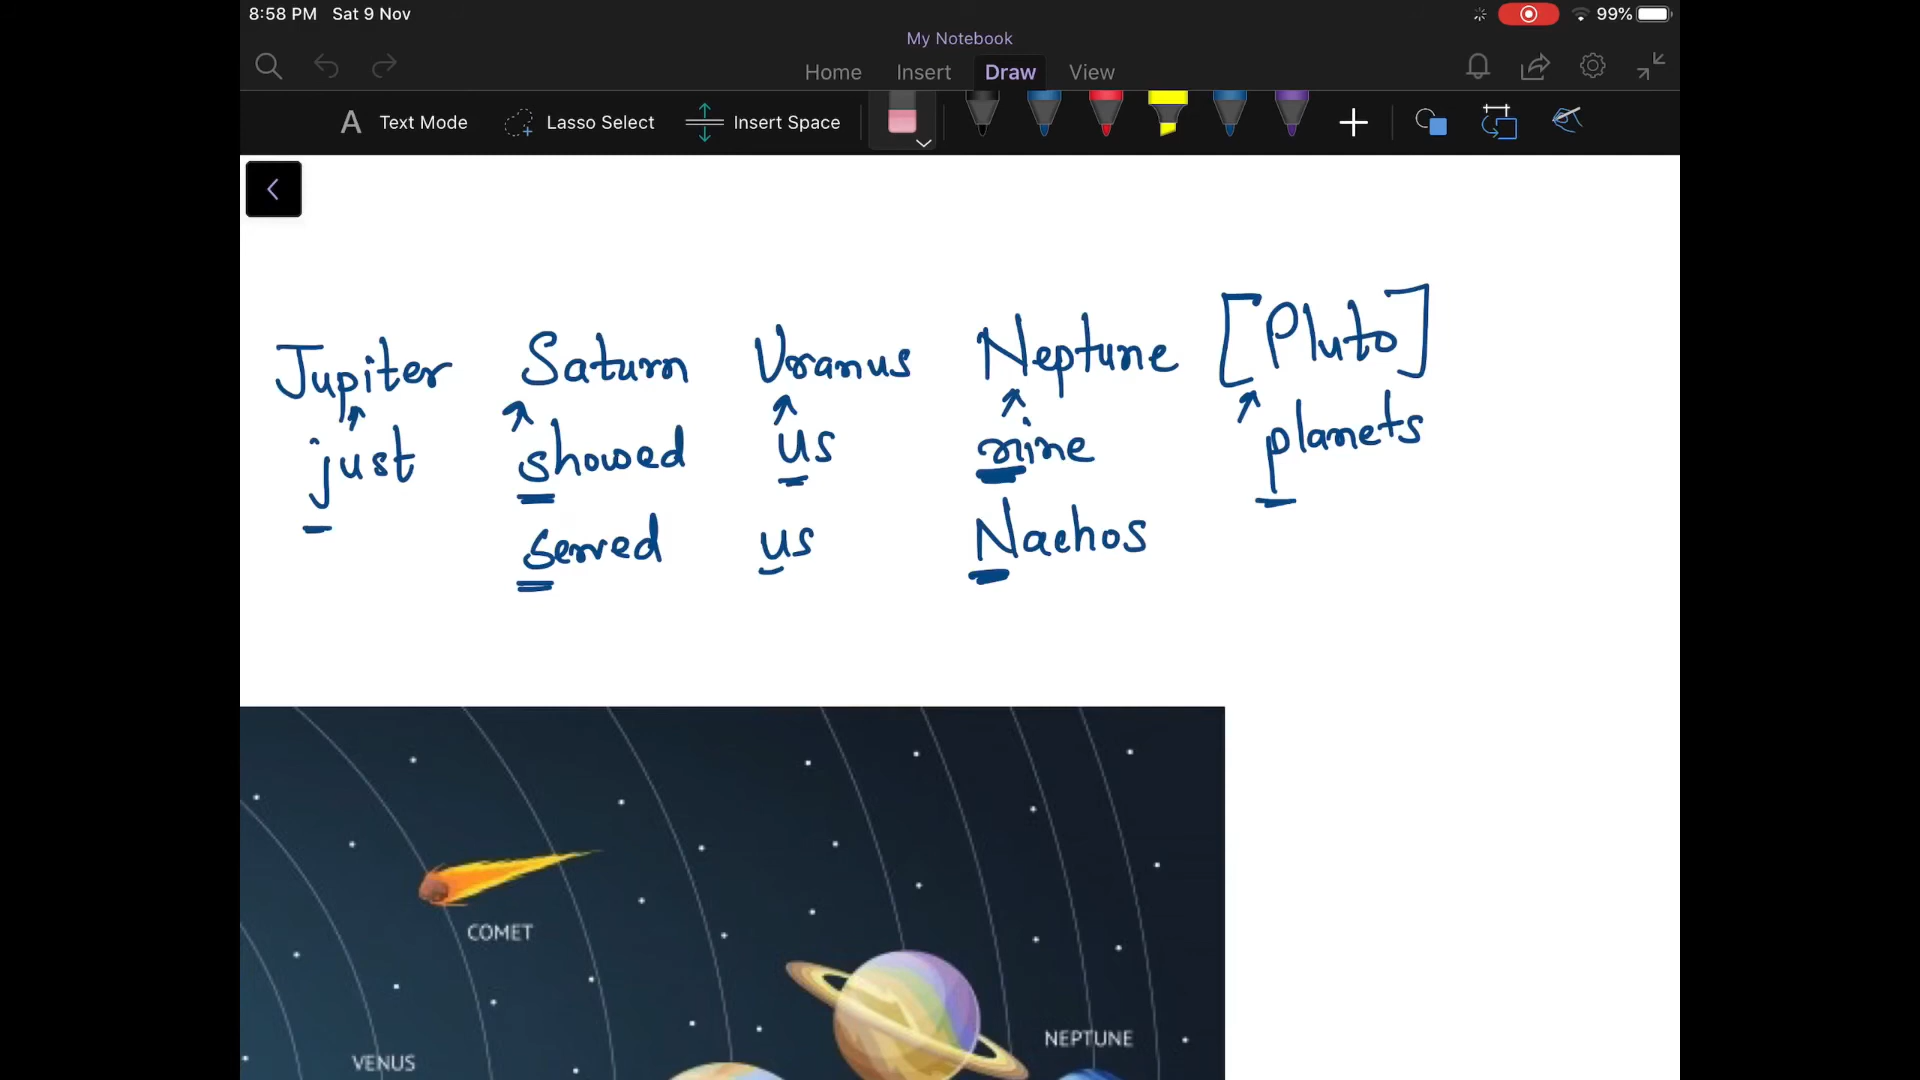 8:58 PM Sat 9 Nov 99%
My Notebook
Home Insert Draw View
A Text Mode Lasso Select Insert Space
Jupiter Saturn Uranus Neptune [Pluto]
just showed us nine planets
served us Nachos
COMET
NEPTUNE
VENUS